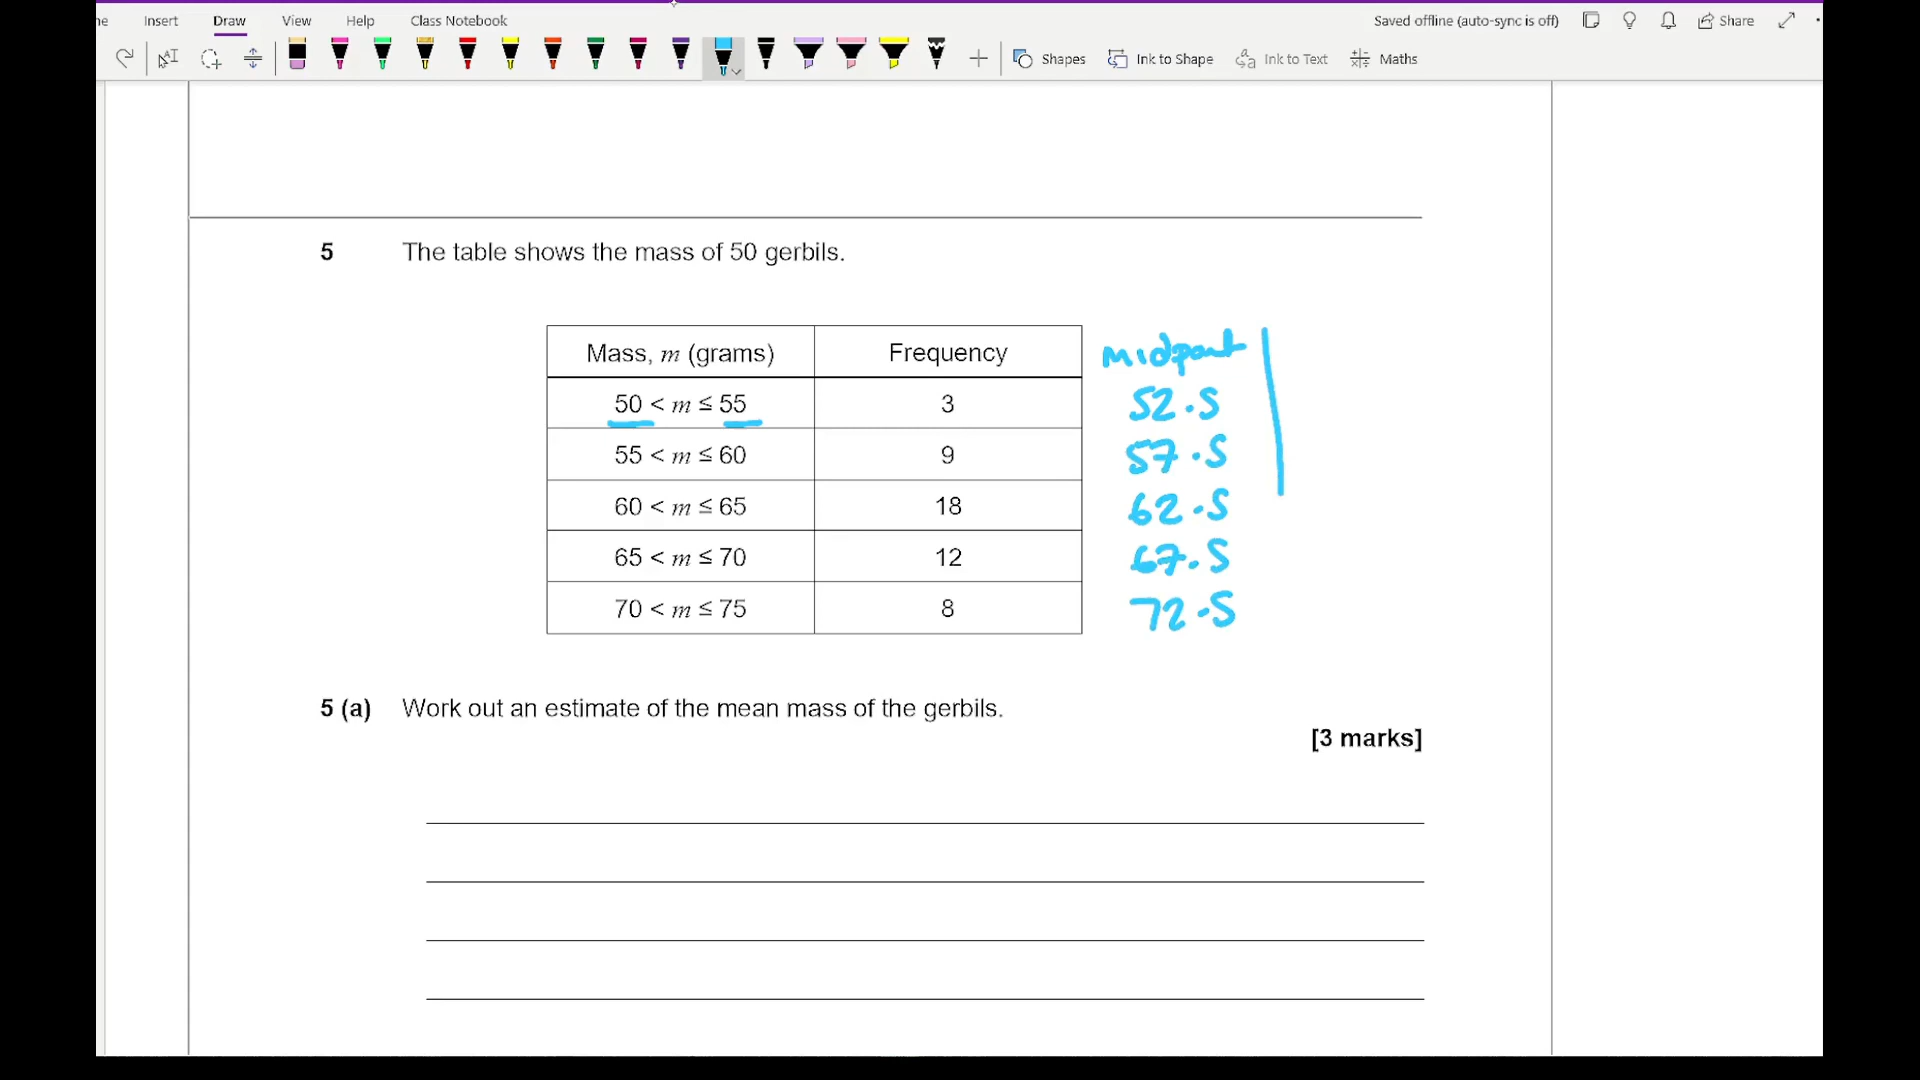 ne Insert Draw View Help Class Notebook Saved offline (auto-sync is off) Share
Shapes Ink to Shape Ink to Text Maths
5 The table shows the mass of 50 gerbils.
Mass, m (grams) Frequency Midpoint
50 < m ≤ 55 3 52.5
55 < m ≤ 60 9 57.5
60 < m ≤ 65 18 62.5
65 < m ≤ 70 12 67.5
70 < m ≤ 75 8 72.5
5 (a) Work out an estimate of the mean mass of the gerbils.
[3 marks]